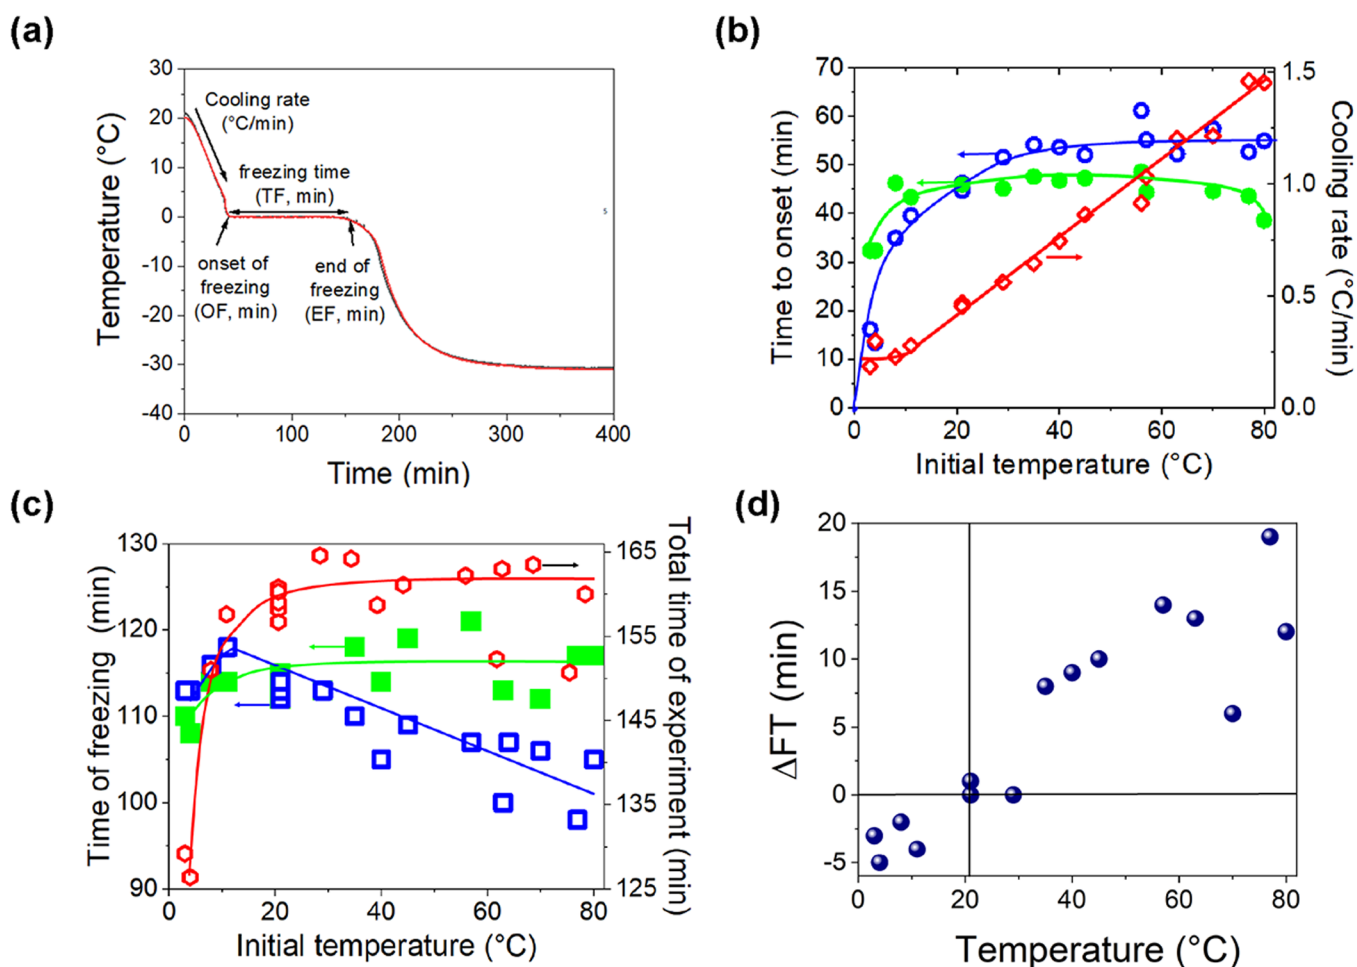 (a)
30
20
10
0
-10
-20
-30
-40
Temperature (°C)
Cooling rate
(°C/min)
freezing time
(TF, min)
onset of
freezing
(OF, min)
end of
freezing
(EF, min)
s
0
100
200
300
400
Time (min)
(b)
70
60
50
40
30
20
10
0
Time to onset (min)
1.5
1.0
0.5
0.0
Cooling rate (°C/min)
0
20
40
60
80
Initial temperature (°C)
(c)
130
120
110
100
90
Time of freezing (min)
165
155
145
135
125
Total time of experiment (min)
0
20
40
60
80
Initial temperature (°C)
(d)
20
15
10
5
0
-5
ΔFT (min)
0
20
40
60
80
Temperature (°C)